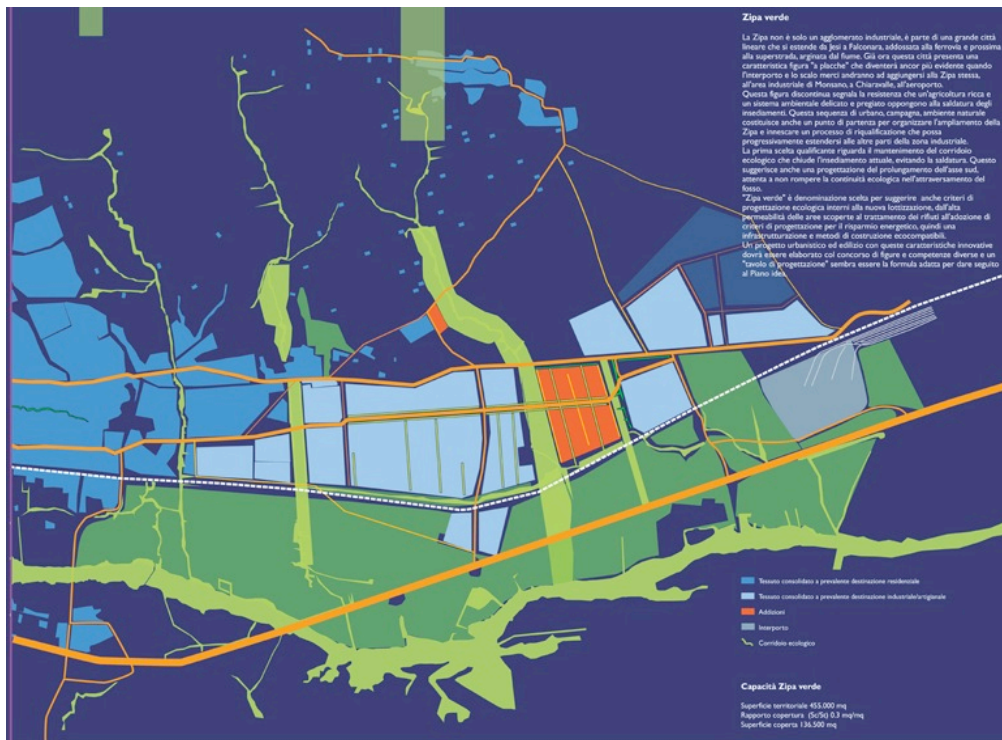 Zipa verde
La Zipa non è solo un agglomerato industriale, è parte di una grande città
lineare che si estende da Jesi a Falconara, addossata alla ferrovia e prossima
alla superstrada, arginata dal fiume. Già ora questa città presenta una
caratteristica figura "a placche" che diventerà ancor più evidente quando
l'interporto e lo scalo merci andranno ad aggiungersi alla Zipa stessa,
all'area industriale di Monsano, a Chiaravalle, all'aeroporto.
Questa figura discontinua segnala la resistenza che un'agricoltura ricca e
un sistema ambientale delicato e pregiato oppongono alla saldatura degli
insediamenti. Questa sequenza di urbano, campagna, ambiente naturale
costituisce anche un punto di partenza per organizzare l'ampliamento della
Zipa e innescare un processo di riqualificazione che possa
progressivamente estendersi alle altre parti della zona industriale.
La prima scelta qualificante riguarda il mantenimento del corridoio
ecologico che chiude l'insediamento attuale, evitando la saldatura. Questo
suggerisce anche una progettazione del prolungamento dell'asse sud,
attenta a non rompere la continuità ecologica nell'attraversamento del
fosso.
"Zipa verde" è denominazione scelta per suggerire anche criteri di
progettazione ecologica interni alla nuova lottizzazione, dall'alta
permeabilità delle aree scoperte al trattamento dei rifiuti all'adozione di
criteri di progettazione per il risparmio energetico, quindi una
infrastrutturazione e metodi di costruzione ecocompatibili.
Un progetto urbanistico ed edilizio con queste caratteristiche innovative
dovrà essere elaborato col concorso di figure e competenze diverse e un
"tavolo di progettazione" sembra essere la formula adatta per dare seguito
al Piano idea.
Tessuto consolidato a prevalente destinazione residenziale
Tessuto consolidato a prevalente destinazione industriale/artigianale
Addizioni
Interporto
Corridoio ecologico
Capacità Zipa verde
Superficie territoriale 455.000 mq
Rapporto copertura (Sc/St) 0.3 mq/mq
Superficie coperta 136.500 mq